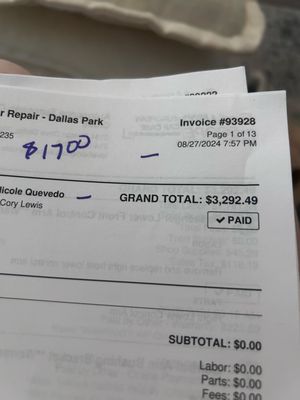 r Repair - Dallas Park
Invoice #93928
Page 1 of 13
235
08/27/2024 7:57 PM
$1700 -
Nicole Quevedo -
GRAND TOTAL: $3,292.49
Cory Lewis
✔ PAID
SUBTOTAL: $0.00
Labor: $0.00
Parts: $0.00
Fees: $0.00